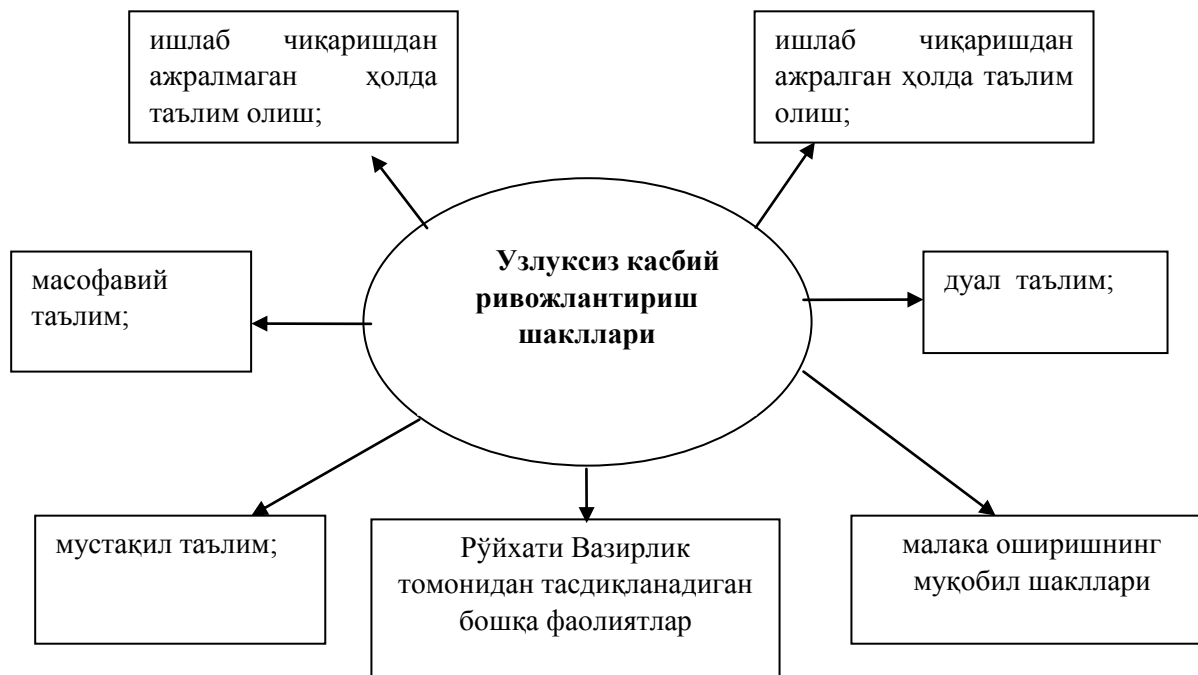 ишлаб чиқаришдан
ажралмаган ҳолда
таълим олиш;
ишлаб чиқаришдан
ажралган ҳолда таълим
олиш;
Узлуксиз касбий
ривожлантириш
шакллари
масофавий
таълим;
дуал таълим;
мустақил таълим;
Рўйхати Вазирлик
томонидан тасдиқланадиган
бошқа фаолиятлар
малака оширишнинг
муқобил шакллари